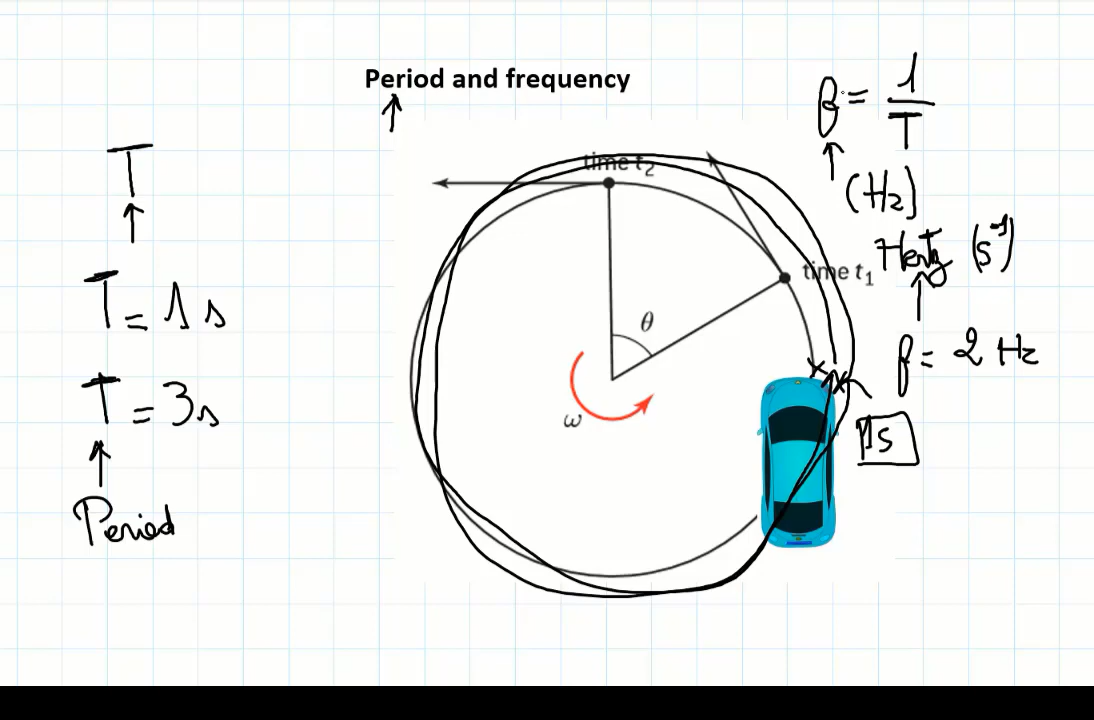 Period and frequency
T
T = 1 s
T = 3 s
Period
time t₂
time t₁
θ
ω
f = 1/T
(Hz)
Hertz (s⁻¹)
f = 2 Hz
1s